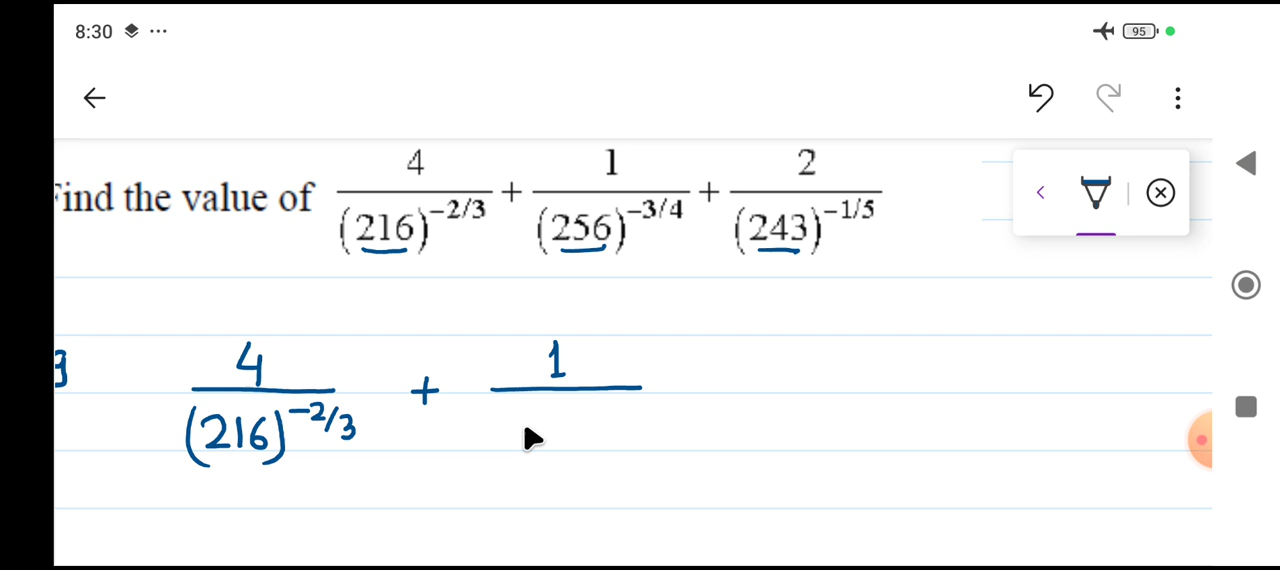 8:30
95
Find the value of 4/(216)^{-2/3} + 1/(256)^{-3/4} + 2/(243)^{-1/5}
4/(216)^{-2/3} + 1